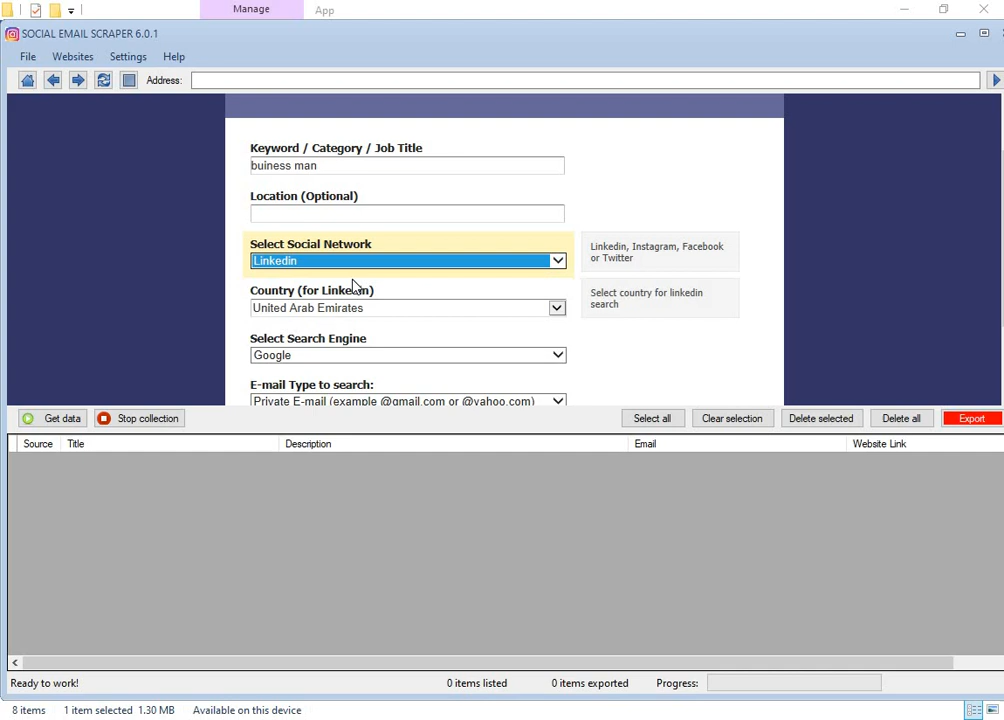 Manage
App
SOCIAL EMAIL SCRAPER 6.0.1
File Websites Settings Help
Address:
Keyword / Category / Job Title
buiness man
Location (Optional)
Select Social Network
Linkedin
Linkedin, Instagram, Facebook
or Twitter
Country (for Linkedin)
United Arab Emirates
Select country for linkedin
search
Select Search Engine
Google
E-mail Type to search:
Private E-mail (example @gmail.com or @yahoo.com)
Get data Stop collection Select all Clear selection Delete selected Delete all Export
Source Title Description Email Website Link
Ready to work! 0 items listed 0 items exported Progress:
8 items 1 item selected 1.30 MB Available on this device